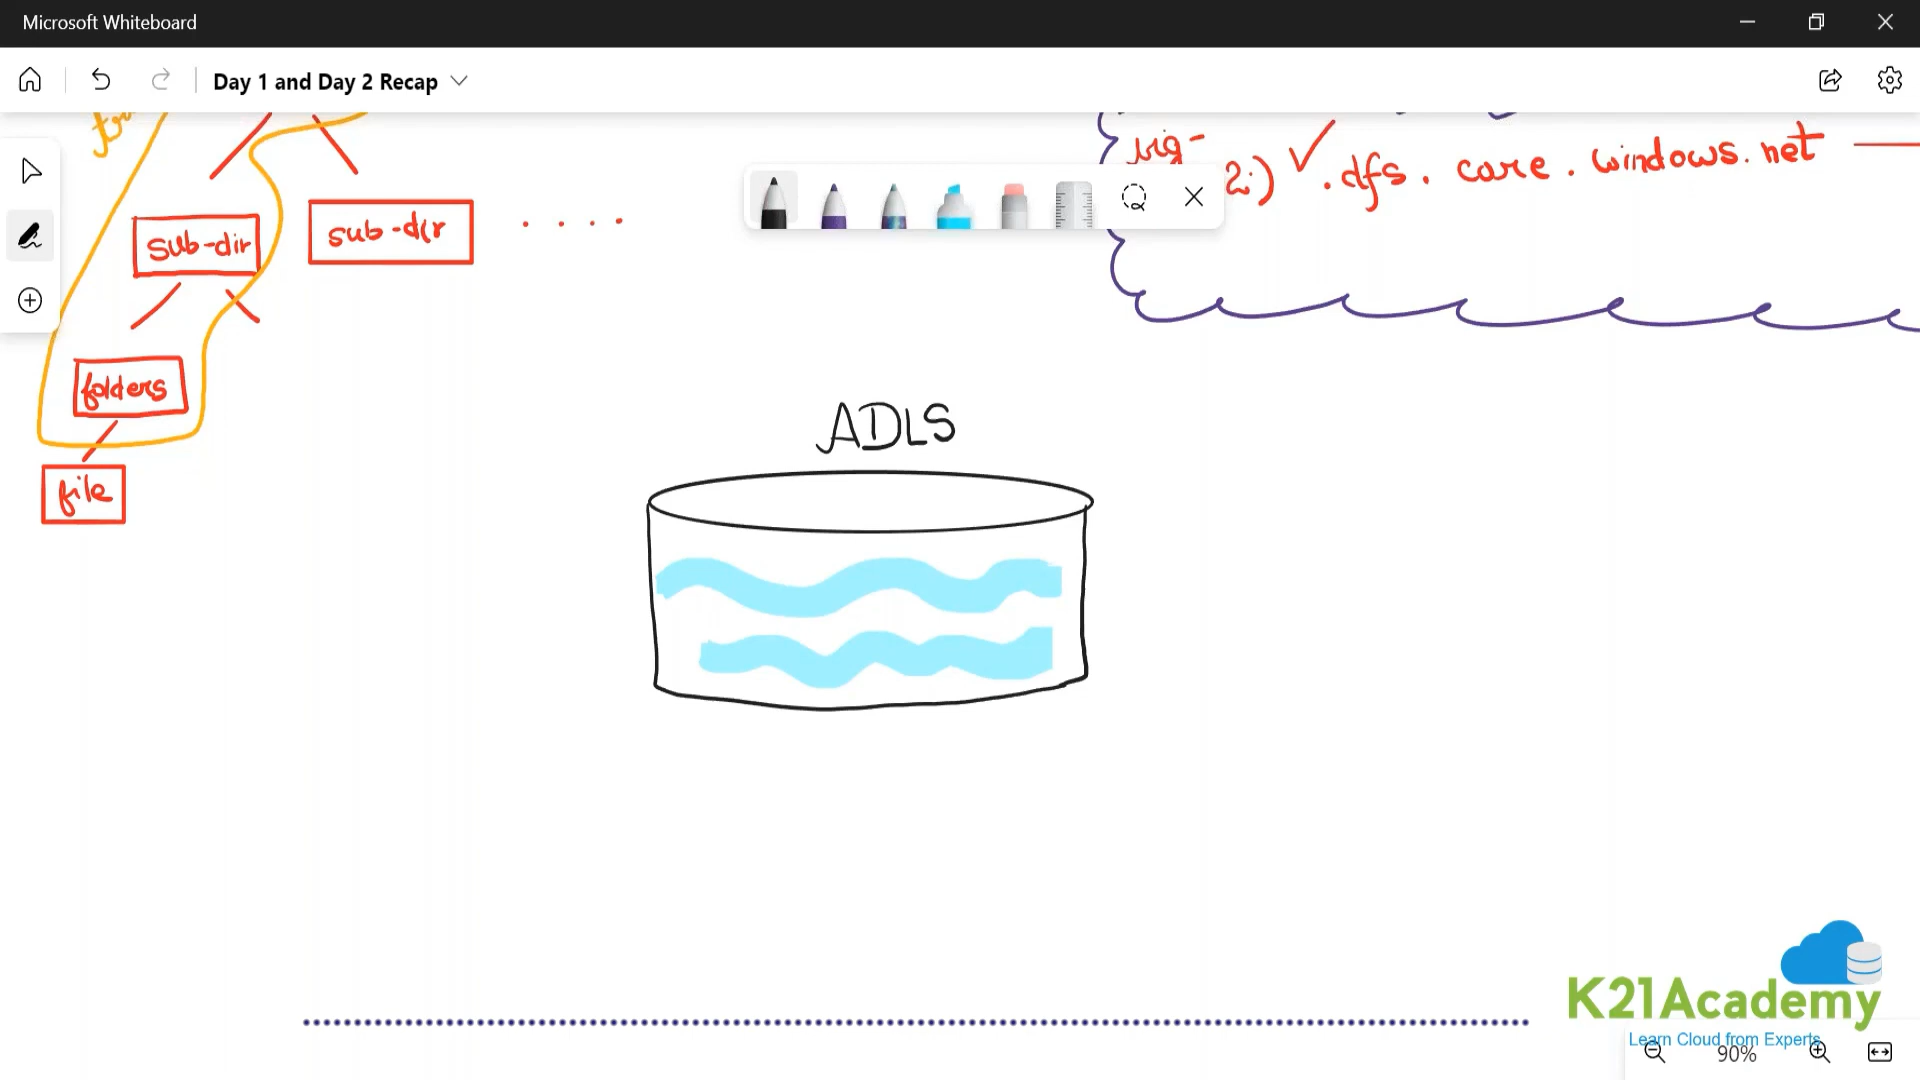 Microsoft Whiteboard
Day 1 and Day 2 Recap
2.) .dfs. core. windows. net
sub-dir
sub-dir
....
folders
file
ADLS
K21Academy
Learn Cloud from Experts
90%